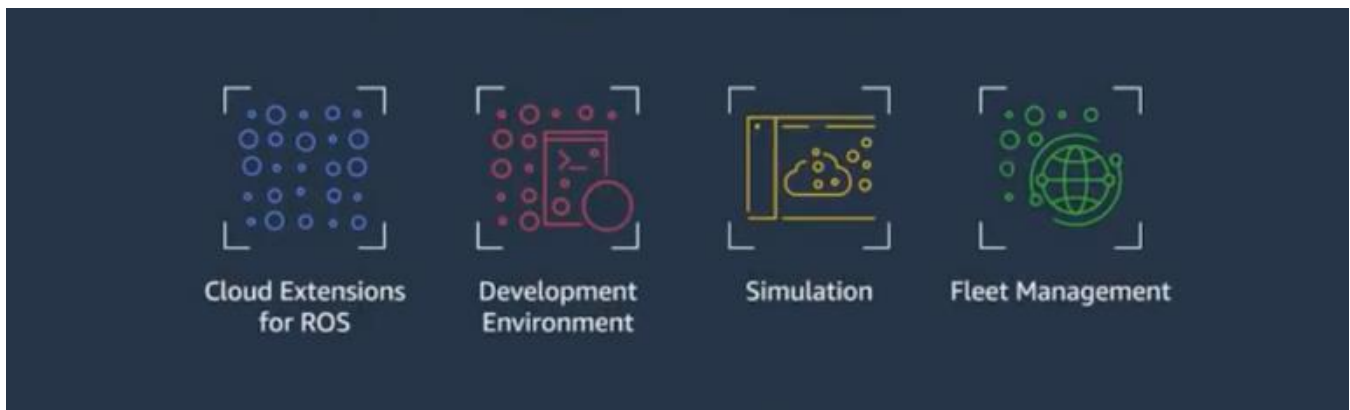 Cloud Extensions
for ROS
Development
Environment
Simulation
Fleet Management
>_